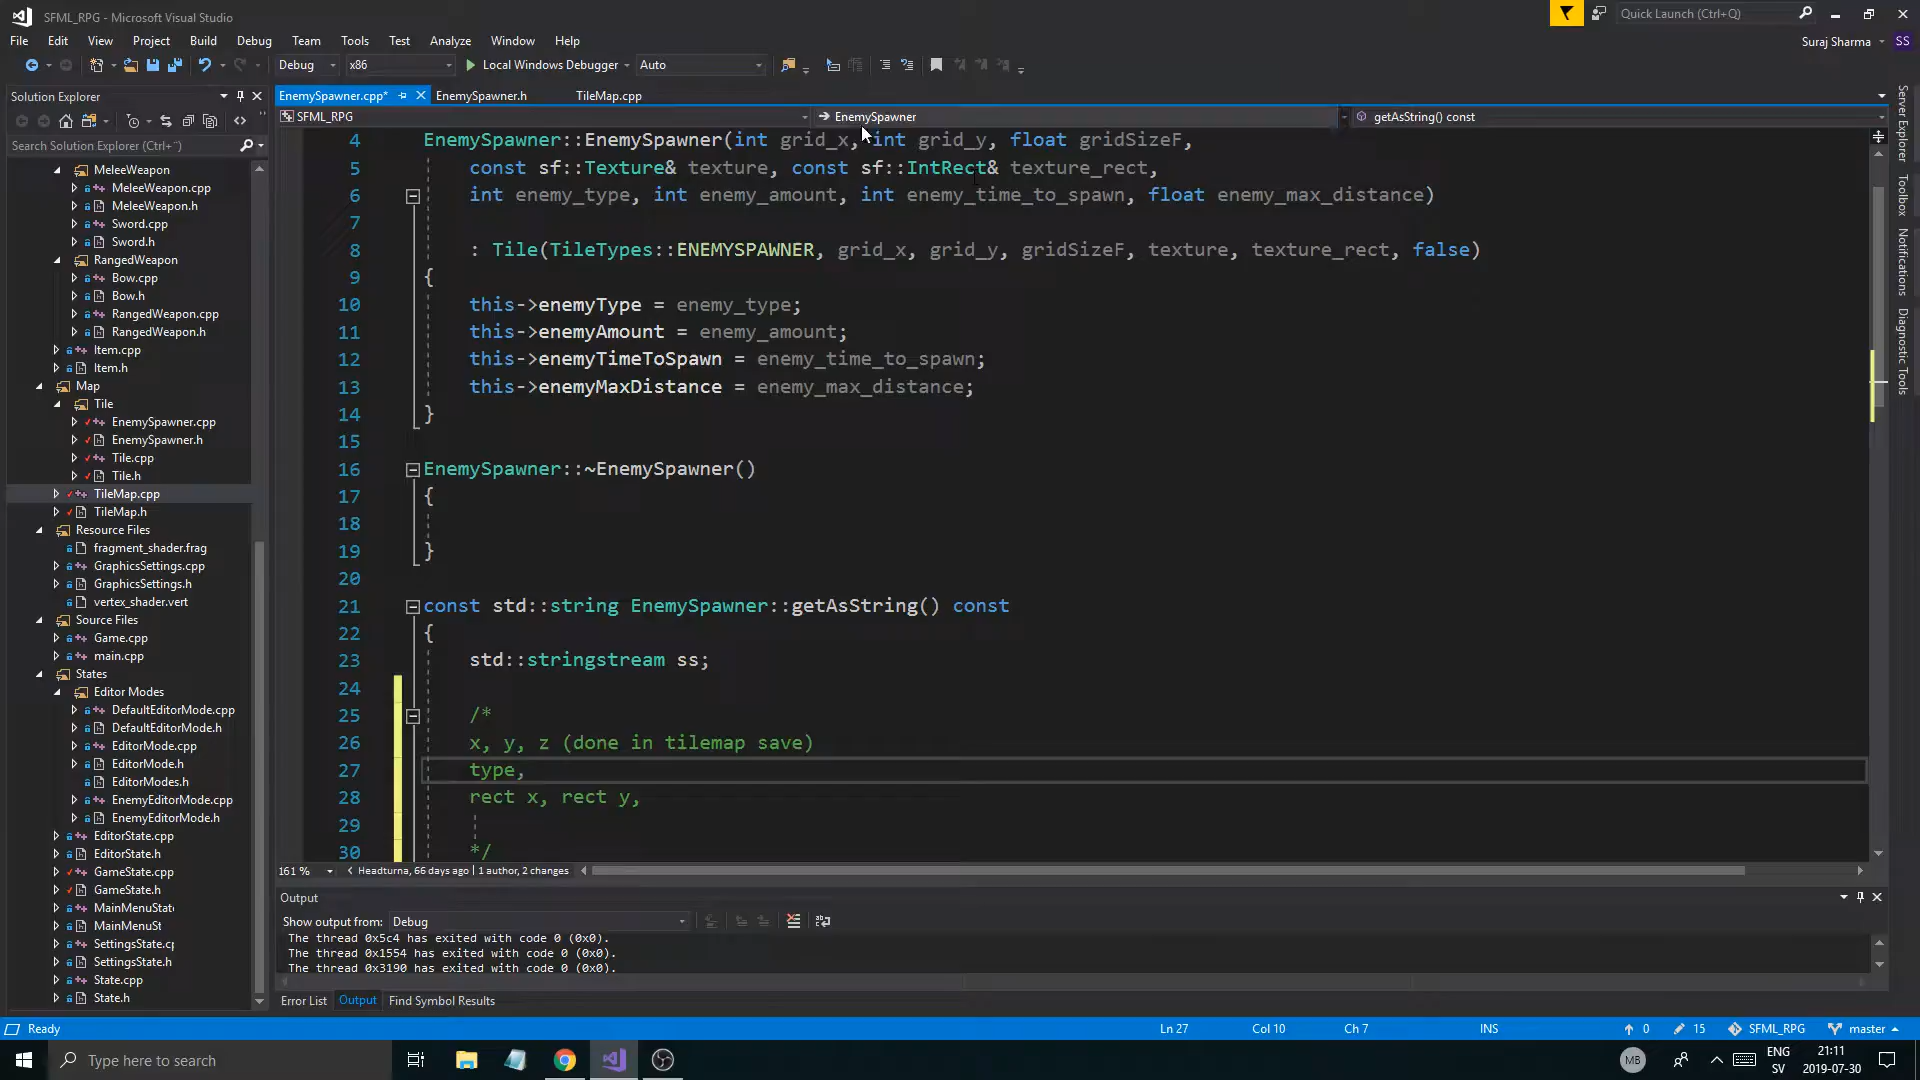 SFML_RPG - Microsoft Visual Studio
Quick Launch (Ctrl+Q)
File Edit View Project Build Debug Team Tools Test Analyze Window Help
Suraj Sharma SS
Debug x86 Local Windows Debugger Auto
Solution Explorer
EnemySpawner.cpp* EnemySpawner.h TileMap.cpp
SFML_RPG EnemySpawner getAsString() const
Search Solution Explorer (Ctrl+¨)
MeleeWeapon
MeleeWeapon.cpp
MeleeWeapon.h
Sword.cpp
Sword.h
RangedWeapon
Bow.cpp
Bow.h
RangedWeapon.cpp
RangedWeapon.h
Item.cpp
Item.h
Map
Tile
EnemySpawner.cpp
EnemySpawner.h
Tile.cpp
Tile.h
TileMap.cpp
TileMap.h
Resource Files
fragment_shader.frag
GraphicsSettings.cpp
GraphicsSettings.h
vertex_shader.vert
Source Files
Game.cpp
main.cpp
States
Editor Modes
DefaultEditorMode.cpp
DefaultEditorMode.h
EditorMode.cpp
EditorMode.h
EditorModes.h
EnemyEditorMode.cpp
EnemyEditorMode.h
EditorState.cpp
EditorState.h
GameState.cpp
GameState.h
MainMenuStat
MainMenuSt
SettingsState.c
SettingsState.h
State.cpp
State.h
4 EnemySpawner::EnemySpawner(int grid_x, int grid_y, float gridSizeF,
5 const sf::Texture& texture, const sf::IntRect& texture_rect,
6 int enemy_type, int enemy_amount, int enemy_time_to_spawn, float enemy_max_distance)
7
8 : Tile(TileTypes::ENEMYSPAWNER, grid_x, grid_y, gridSizeF, texture, texture_rect, false)
9 {
10 this->enemyType = enemy_type;
11 this->enemyAmount = enemy_amount;
12 this->enemyTimeToSpawn = enemy_time_to_spawn;
13 this->enemyMaxDistance = enemy_max_distance;
14 }
15
16 EnemySpawner::~EnemySpawner()
17 {
18
19 }
20
21 const std::string EnemySpawner::getAsString() const
22 {
23 std::stringstream ss;
24
25 /*
26 x, y, z (done in tilemap save)
27 type,
28 rect x, rect y,
29
30 */
161 % Headturna, 66 days ago | 1 author, 2 changes
Server Explorer
Toolbox
Notifications
Diagnostic Tools
Output
Show output from: Debug
The thread 0x5c4 has exited with code 0 (0x0).
The thread 0x1554 has exited with code 0 (0x0).
The thread 0x3190 has exited with code 0 (0x0).
Error List Output Find Symbol Results
Ready Ln 27 Col 10 Ch 7 INS 0 15 SFML_RPG master
Type here to search
MB
ENG
SV
21:11
2019-07-30